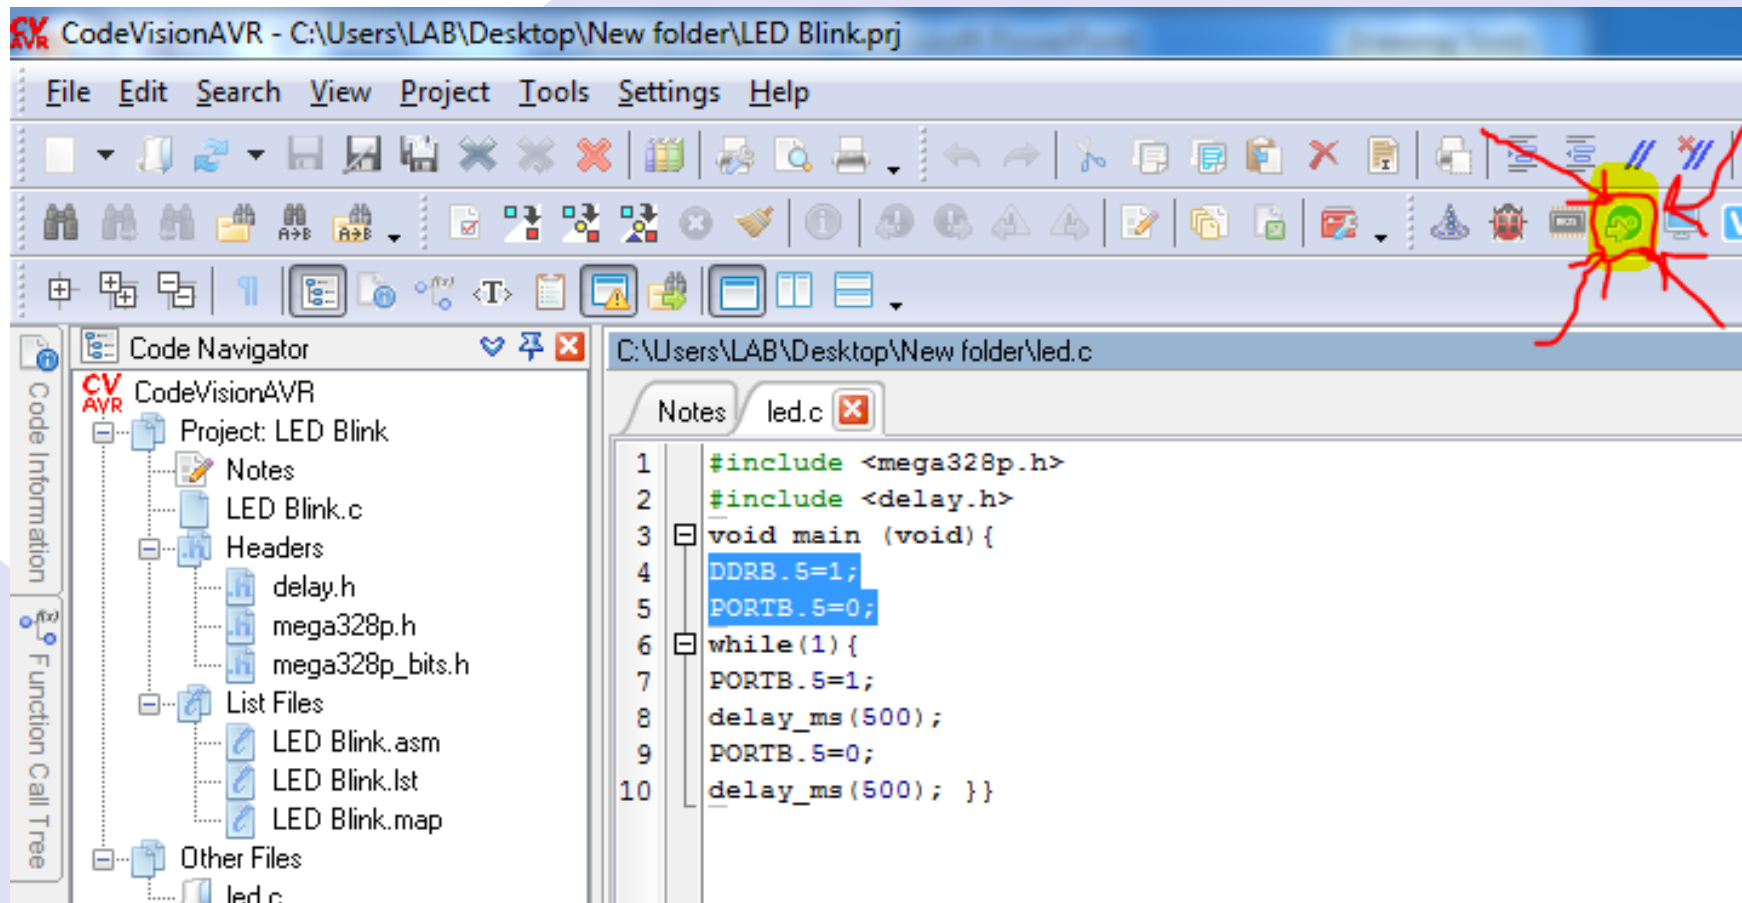 CV AVR CodeVisionAVR - C:\Users\LAB\Desktop\New folder\LED Blink.prj
File Edit Search View Project Tools Settings Help
A→B A→B
f(x) <T>
Code Navigator
C:\Users\LAB\Desktop\New folder\led.c
CV AVR CodeVisionAVR
Project: LED Blink
Notes
LED Blink.c
Headers
delay.h
mega328p.h
mega328p_bits.h
List Files
LED Blink.asm
LED Blink.lst
LED Blink.map
Other Files
led.c
Code Information
f(x) Function Call Tree
Notes led.c
1 #include <mega328p.h>
2 #include <delay.h>
3 void main (void){
4 DDRB.5=1;
5 PORTB.5=0;
6 while(1){
7 PORTB.5=1;
8 delay_ms(500);
9 PORTB.5=0;
10 delay_ms(500); }}